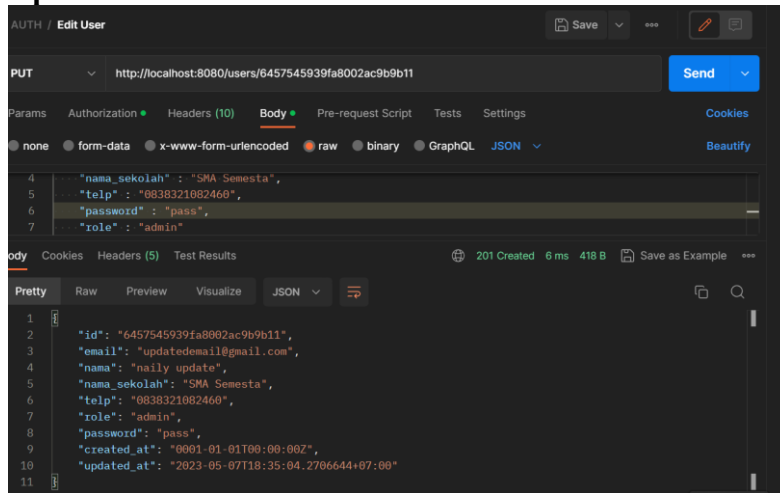 AUTH / Edit User
Save
PUT http://localhost:8080/users/6457545939fa8002ac9b9b11 Send
Params Authorization Headers (10) Body Pre-request Script Tests Settings Cookies
none form-data x-www-form-urlencoded raw binary GraphQL JSON Beautify
4 "nama_sekolah" : "SMA Semesta",
5 "telp" : "0838321082460",
6 "password" : "pass",
7 "role" : "admin"
ody Cookies Headers (5) Test Results 201 Created 6 ms 418 B Save as Example
Pretty Raw Preview Visualize JSON
1 {
2 "id": "6457545939fa8002ac9b9b11",
3 "email": "updatedemail@gmail.com",
4 "nama": "naily update",
5 "nama_sekolah": "SMA Semesta",
6 "telp": "0838321082460",
7 "role": "admin",
8 "password": "pass",
9 "created_at": "0001-01-01T00:00:00Z",
10 "updated_at": "2023-05-07T18:35:04.2706644+07:00"
11 }